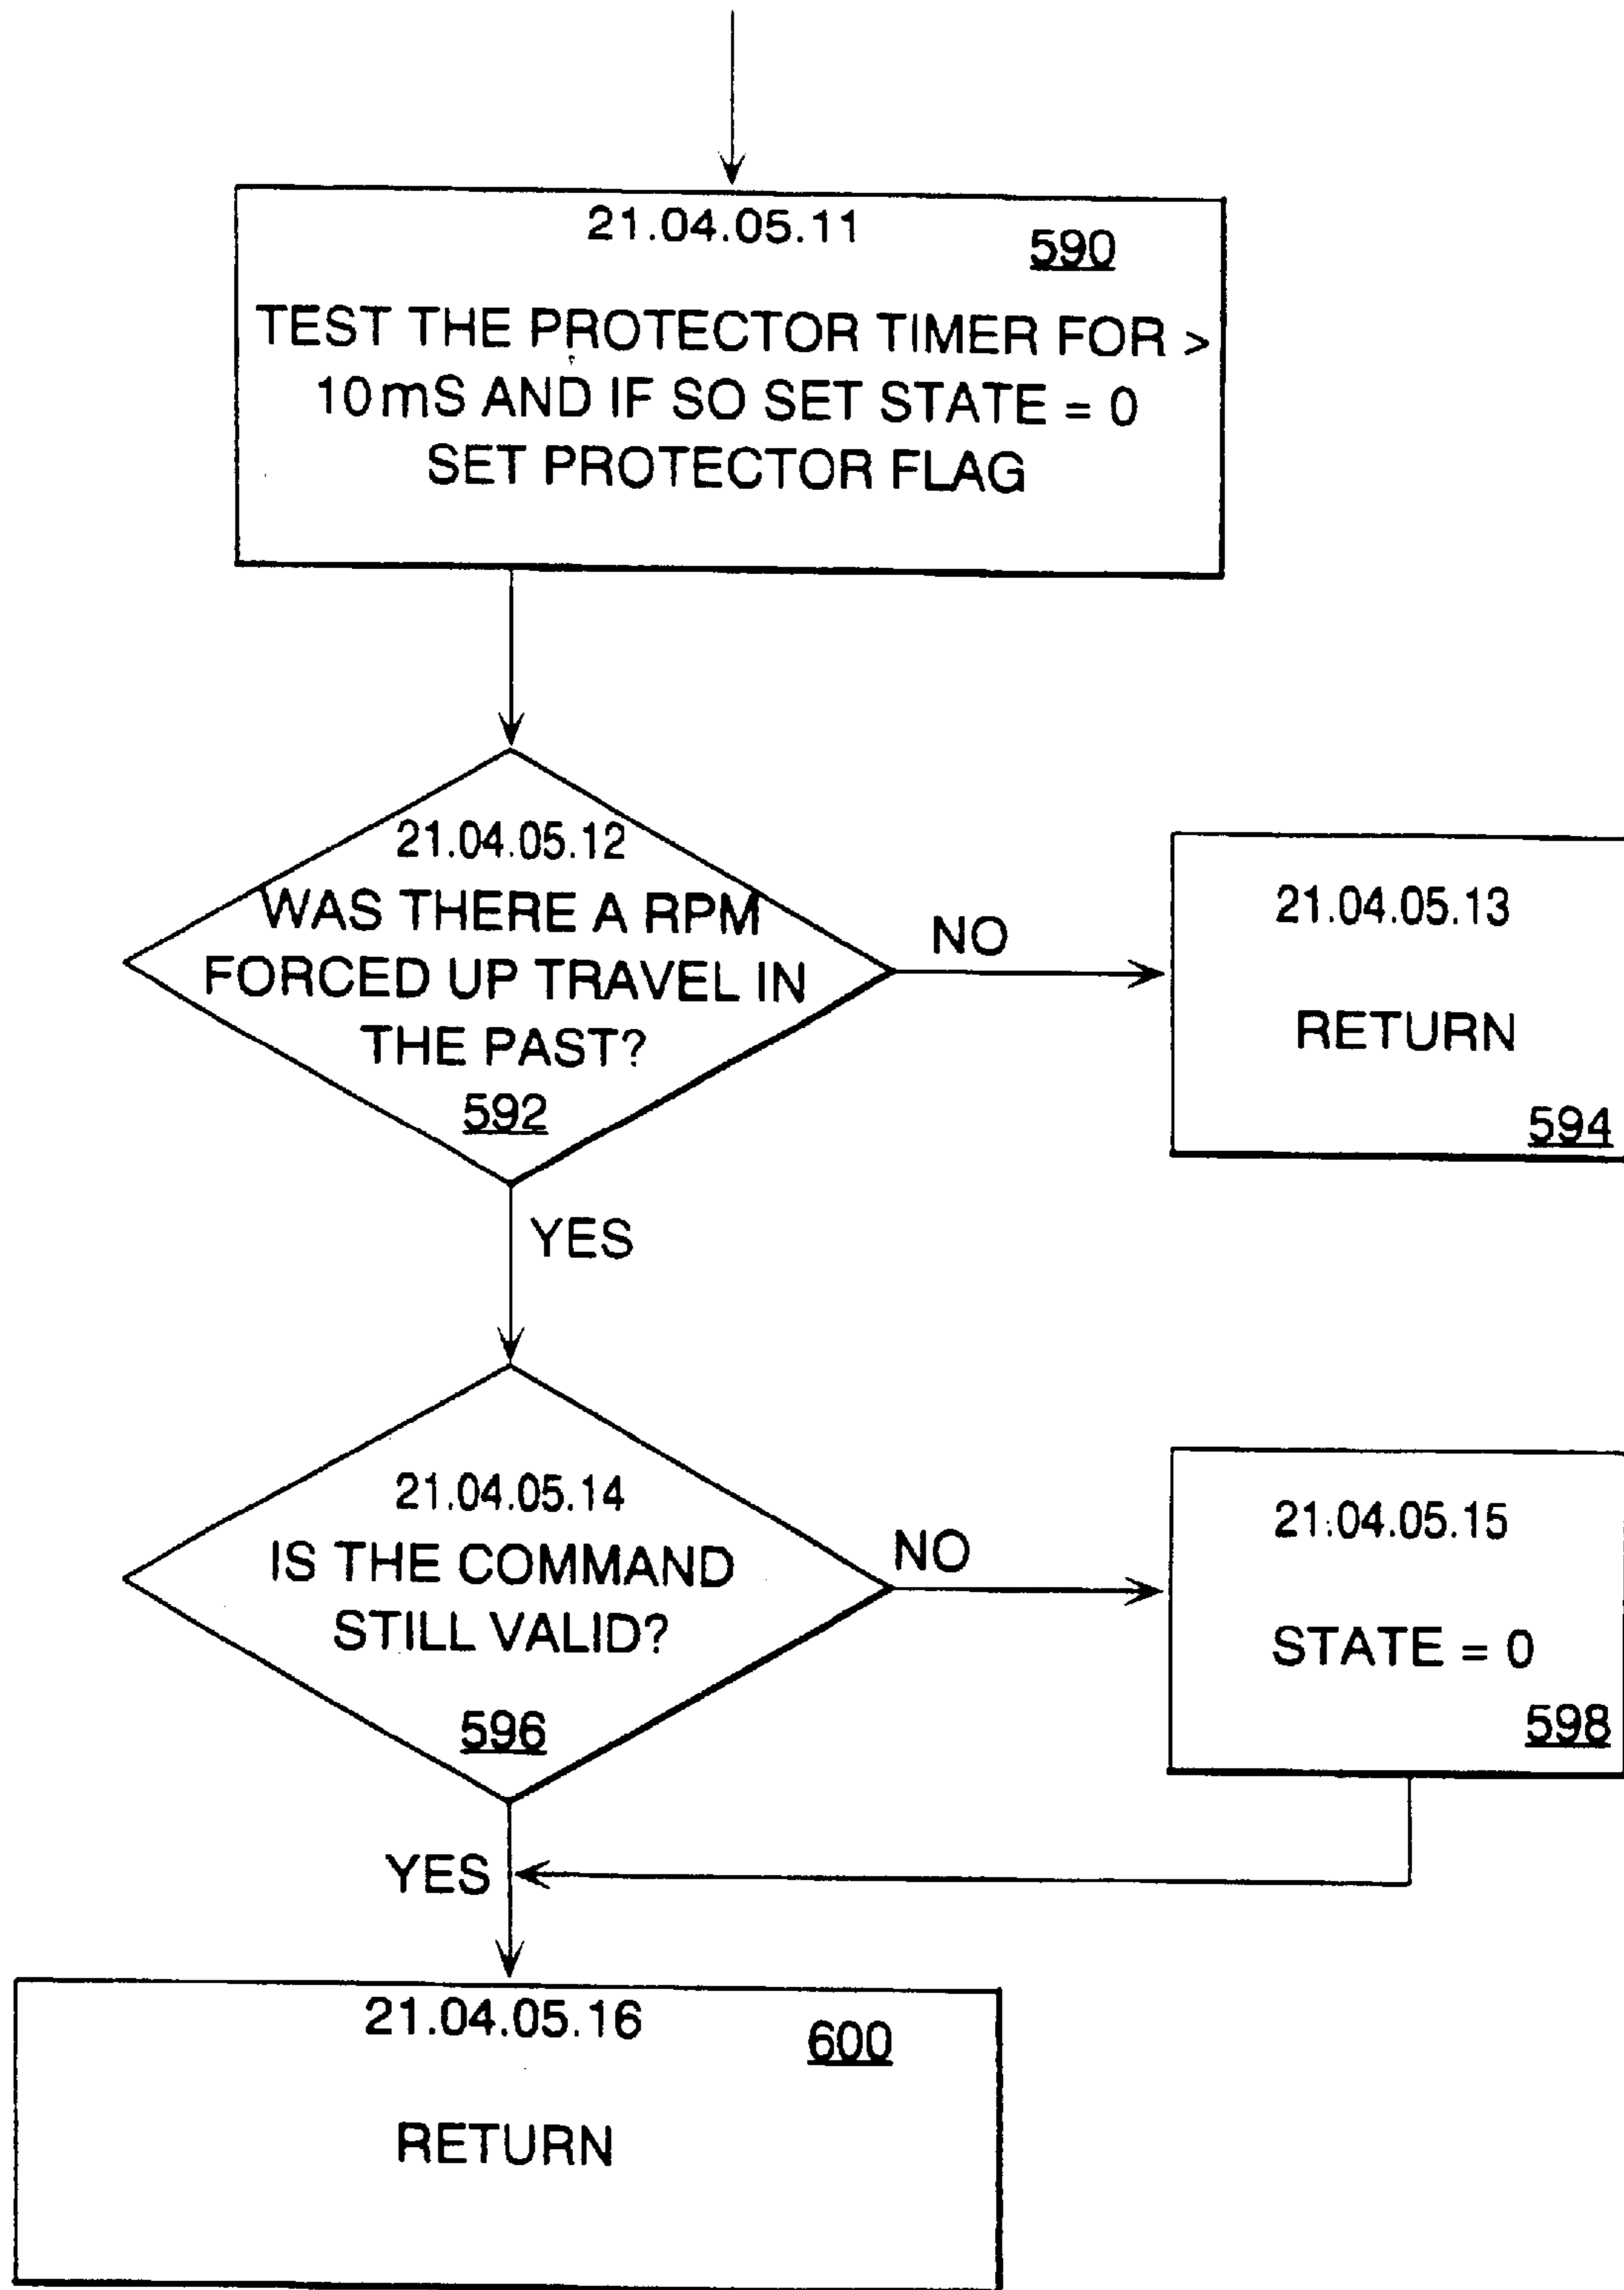 21.04.05.11
590
TEST THE PROTECTOR TIMER FOR >
10mS AND IF SO SET STATE = 0
SET PROTECTOR FLAG
21.04.05.12
WAS THERE A RPM
FORCED UP TRAVEL IN
THE PAST?
592
NO
21.04.05.13
RETURN
594
YES
21.04.05.14
IS THE COMMAND
STILL VALID?
596
NO
21.04.05.15
STATE = 0
598
YES
21.04.05.16
600
RETURN